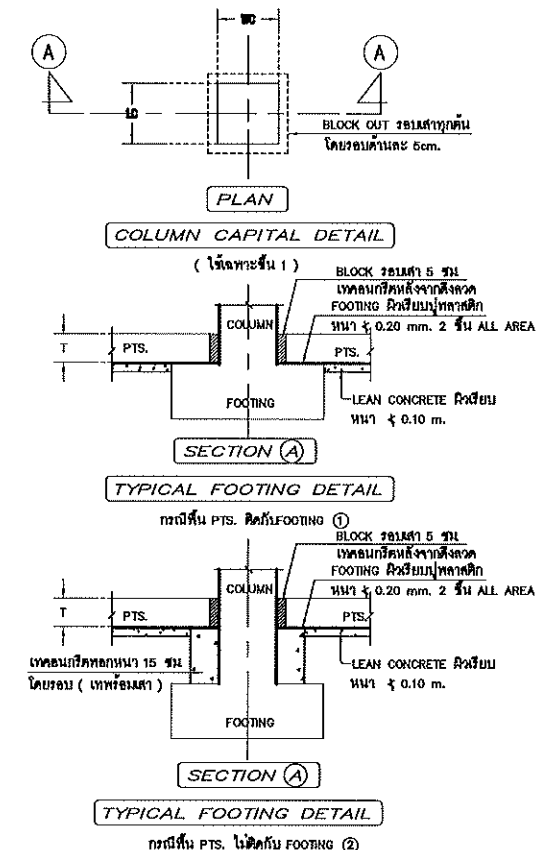 WC
A
A
LC
BLOCK OUT รอบเสาทุกต้น
โดยรอบด้านละ 5cm.
PLAN
COLUMN CAPITAL DETAIL
( ใช้เฉพาะชั้น 1 )
BLOCK รอบเสา 5 ซม
เทคอนกรีตหลังจากดึงลวด
COLUMN
FOOTING ผิวเรียบปูพลาสติก
หนา ≮ 0.20 mm. 2 ชั้น ALL AREA
T
PTS.
PTS.
LEAN CONCRETE ผิวเรียบ
หนา ≮ 0.10 m.
FOOTING
SECTION A
TYPICAL FOOTING DETAIL
กรณีพื้น PTS. ติดกับFOOTING ①
BLOCK รอบเสา 5 ซม
เทคอนกรีตหลังจากดึงลวด
COLUMN
FOOTING ผิวเรียบปูพลาสติก
หนา ≮ 0.20 mm. 2 ชั้น ALL AREA
T
PTS.
PTS.
เทคอนกรีตพอกหนา 15 ซม
โดยรอบ ( เทพร้อมเสา )
LEAN CONCRETE ผิวเรียบ
หนา ≮ 0.10 m.
FOOTING
SECTION A
TYPICAL FOOTING DETAIL
กรณีพื้น PTS. ไม่ติดกับ FOOTING ②